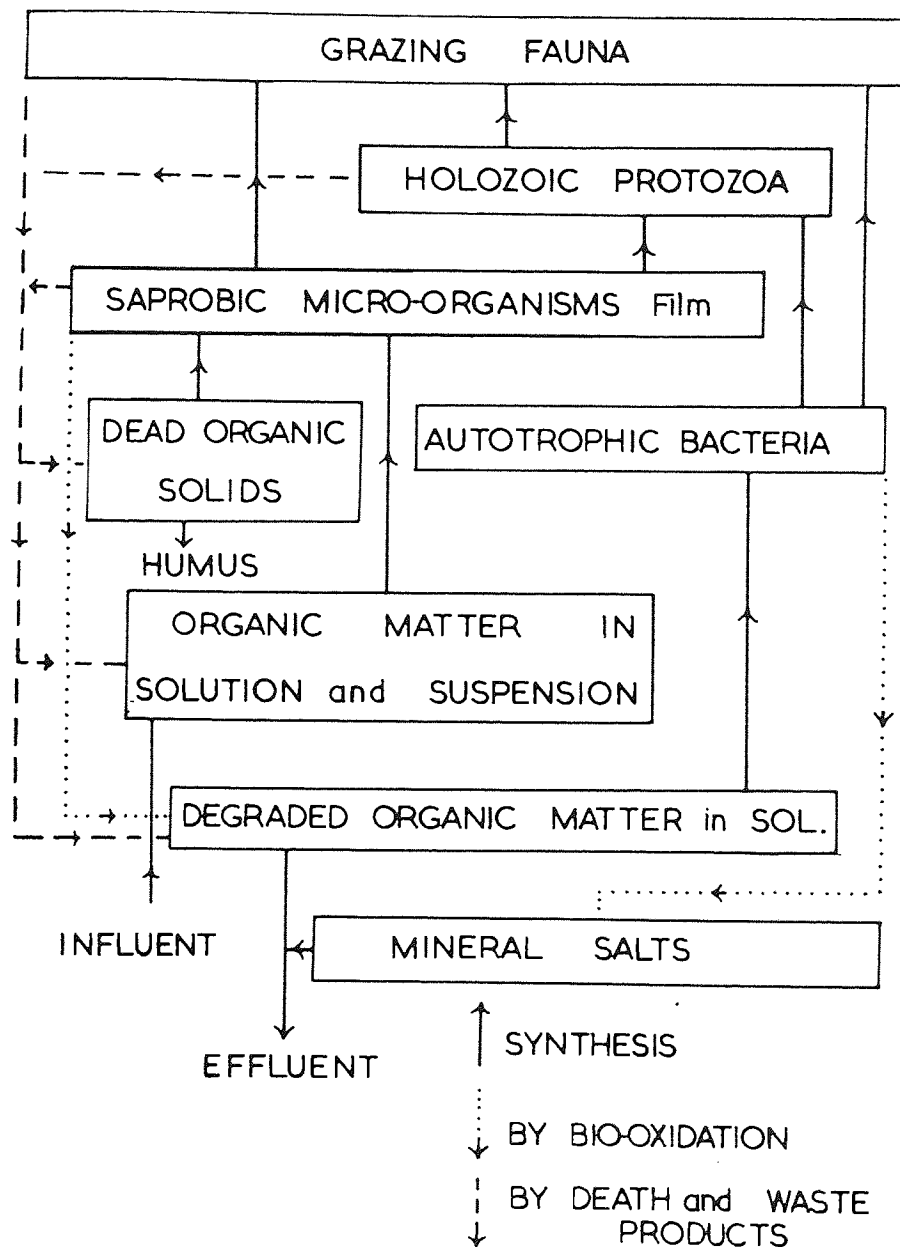 GRAZING FAUNA
HOLOZOIC PROTOZOA
SAPROBIC MICRO-ORGANISMS Film
DEAD ORGANIC
SOLIDS
AUTOTROPHIC BACTERIA
HUMUS
ORGANIC MATTER IN
SOLUTION and SUSPENSION
DEGRADED ORGANIC MATTER in SOL.
INFLUENT
MINERAL SALTS
EFFLUENT
SYNTHESIS
BY BIO-OXIDATION
BY DEATH and WASTE
PRODUCTS